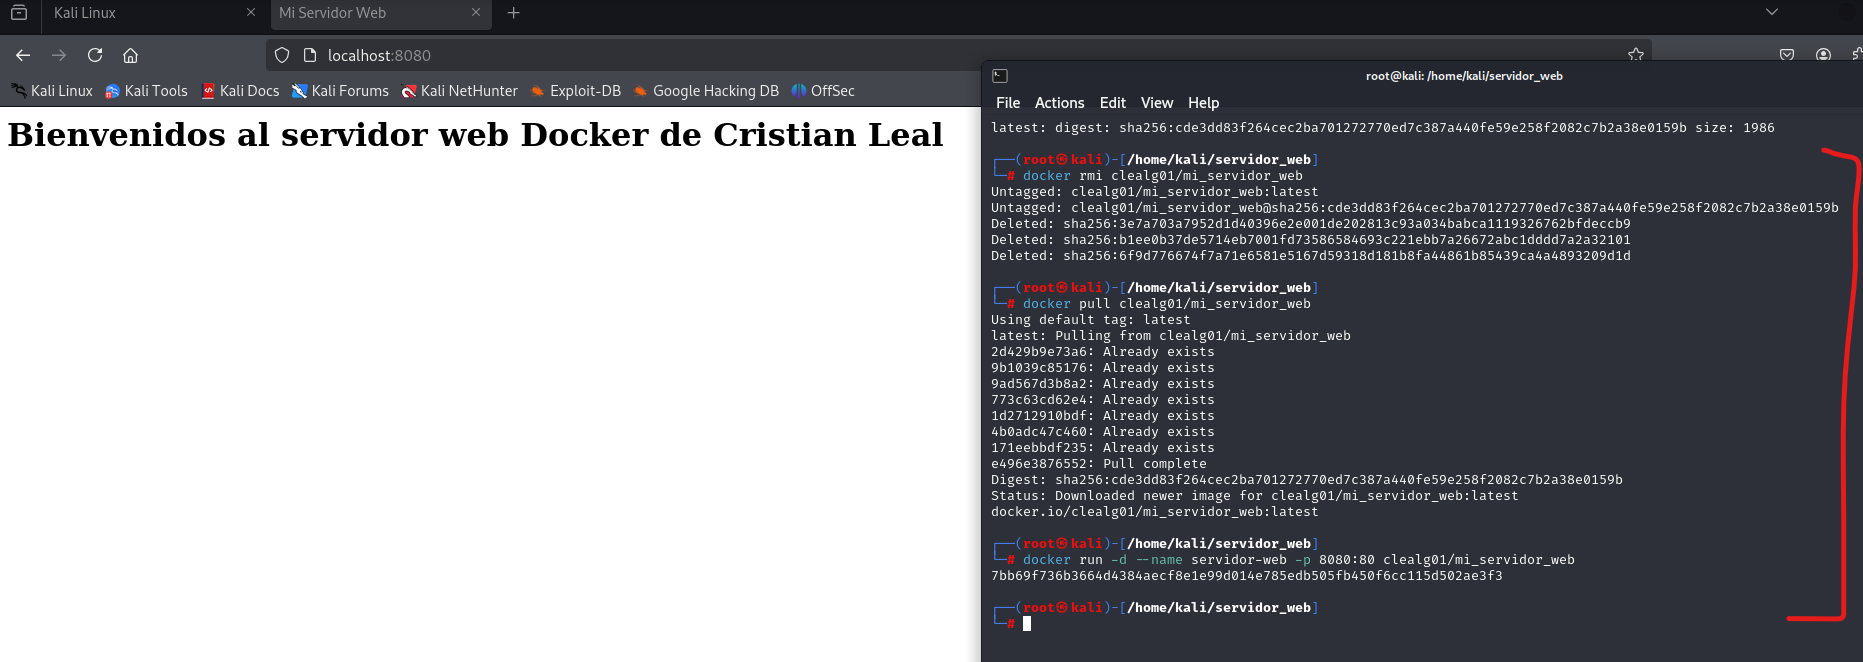 Kali Linux
Mi Servidor Web
localhost:8080
Kali Linux Kali Tools Kali Docs Kali Forums Kali NetHunter Exploit-DB Google Hacking DB OffSec
Bienvenidos al servidor web Docker de Cristian Leal
root@kali: /home/kali/servidor_web
File Actions Edit View Help
latest: digest: sha256:cde3dd83f264cec2ba701272770ed7c387a440fe59e258f2082c7b2a38e0159b size: 1986
┌──(root㉿kali)-[/home/kali/servidor_web]
└─# docker rmi clealg01/mi_servidor_web
Untagged: clealg01/mi_servidor_web:latest
Untagged: clealg01/mi_servidor_web@sha256:cde3dd83f264cec2ba701272770ed7c387a440fe59e258f2082c7b2a38e0159b
Deleted: sha256:3e7a703a7952d1d40396e2e001de202813c93a034babca1119326762bfdeccb9
Deleted: sha256:b1ee0b37de5714eb7001fd73586584693c221ebb7a26672abc1dddd7a2a32101
Deleted: sha256:6f9d776674f7a71e6581e5167d59318d181b8fa44861b85439ca4a4893209d1d
┌──(root㉿kali)-[/home/kali/servidor_web]
└─# docker pull clealg01/mi_servidor_web
Using default tag: latest
latest: Pulling from clealg01/mi_servidor_web
2d429b9e73a6: Already exists
9b1039c85176: Already exists
9ad567d3b8a2: Already exists
773c63cd62e4: Already exists
1d2712910bdf: Already exists
4b0adc47c460: Already exists
171eebbdf235: Already exists
e496e3876552: Pull complete
Digest: sha256:cde3dd83f264cec2ba701272770ed7c387a440fe59e258f2082c7b2a38e0159b
Status: Downloaded newer image for clealg01/mi_servidor_web:latest
docker.io/clealg01/mi_servidor_web:latest
┌──(root㉿kali)-[/home/kali/servidor_web]
└─# docker run -d --name servidor-web -p 8080:80 clealg01/mi_servidor_web
7bb69f736b3664d4384aecf8e1e99d014e785edb505fb450f6cc115d502ae3f3
┌──(root㉿kali)-[/home/kali/servidor_web]
└─#